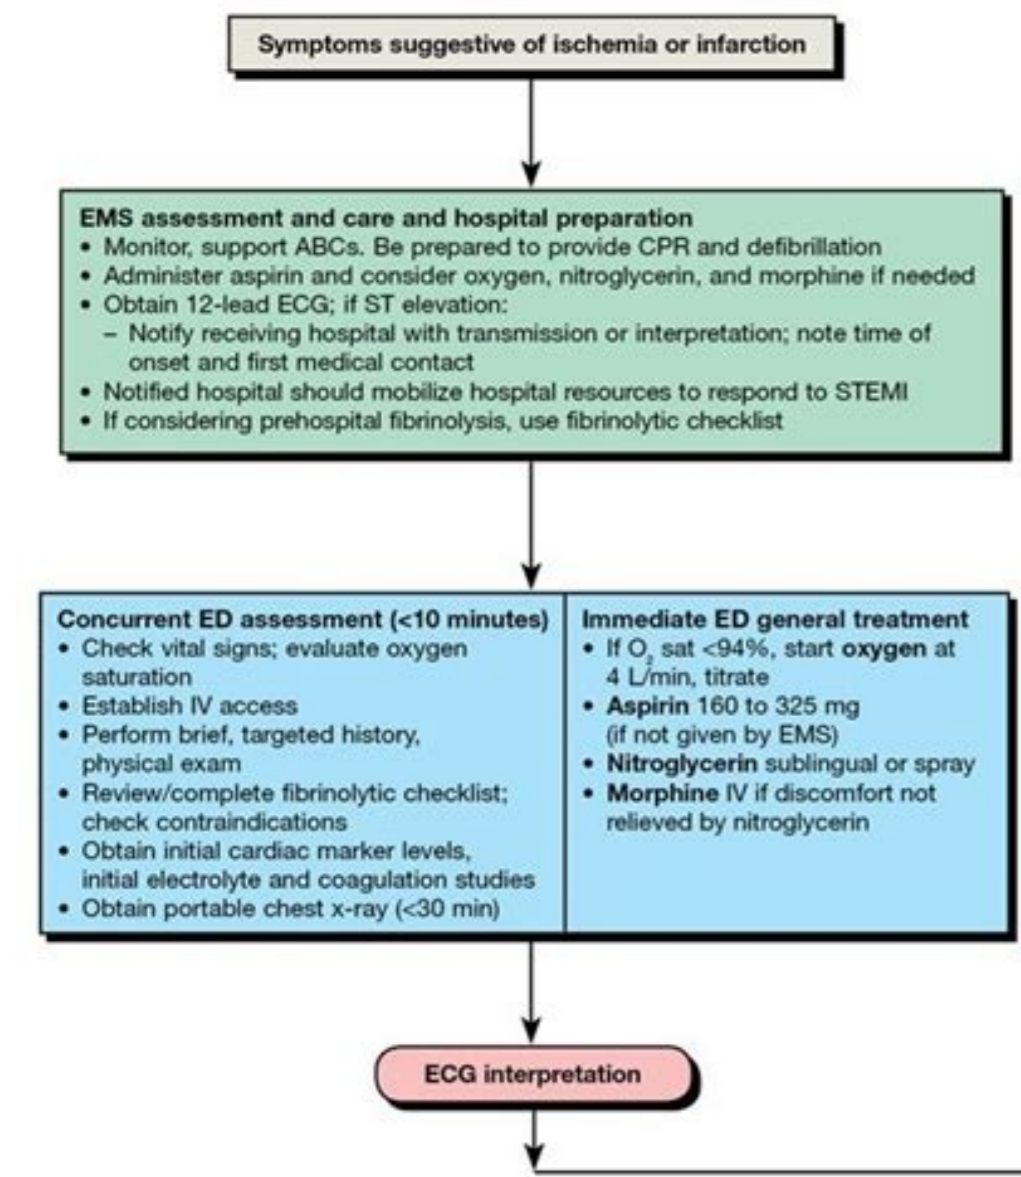 Symptoms suggestive of ischemia or infarction
EMS assessment and care and hospital preparation
• Monitor, support ABCs. Be prepared to provide CPR and defibrillation
• Administer aspirin and consider oxygen, nitroglycerin, and morphine if needed
• Obtain 12-lead ECG; if ST elevation:
– Notify receiving hospital with transmission or interpretation; note time of
onset and first medical contact
• Notified hospital should mobilize hospital resources to respond to STEMI
• If considering prehospital fibrinolysis, use fibrinolytic checklist
Concurrent ED assessment (<10 minutes)
• Check vital signs; evaluate oxygen
saturation
• Establish IV access
• Perform brief, targeted history,
physical exam
• Review/complete fibrinolytic checklist;
check contraindications
• Obtain initial cardiac marker levels,
initial electrolyte and coagulation studies
• Obtain portable chest x-ray (<30 min)
Immediate ED general treatment
• If O₂ sat <94%, start oxygen at
4 L/min, titrate
• Aspirin 160 to 325 mg
(if not given by EMS)
• Nitroglycerin sublingual or spray
• Morphine IV if discomfort not
relieved by nitroglycerin
ECG interpretation